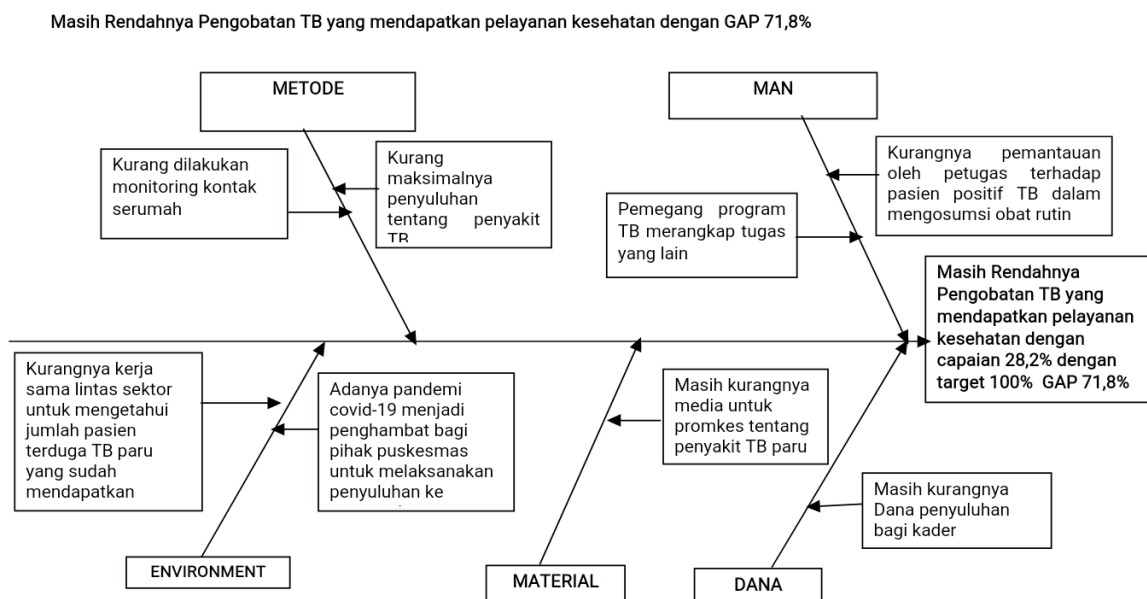 Masih Rendahnya Pengobatan TB yang mendapatkan pelayanan kesehatan dengan GAP 71,8%
METODE
MAN
Kurang dilakukan
monitoring kontak
serumah
Kurang
maksimalnya
penyuluhan
tentang penyakit
TB
Kurangnya pemantauan
oleh petugas terhadap
pasien positif TB dalam
mengosumsi obat rutin
Pemegang program
TB merangkap tugas
yang lain
Masih Rendahnya
Pengobatan TB yang
mendapatkan pelayanan
kesehatan dengan
capaian 28,2% dengan
target 100% GAP 71,8%
Kurangnya kerja
sama lintas sektor
untuk mengetahui
jumlah pasien
terduga TB paru
yang sudah
mendapatkan
Adanya pandemi
covid-19 menjadi
penghambat bagi
pihak puskesmas
untuk melaksanakan
penyuluhan ke
Masih kurangnya
media untuk
promkes tentang
penyakit TB paru
Masih kurangnya
Dana penyuluhan
bagi kader
ENVIRONMENT
MATERIAL
DANA